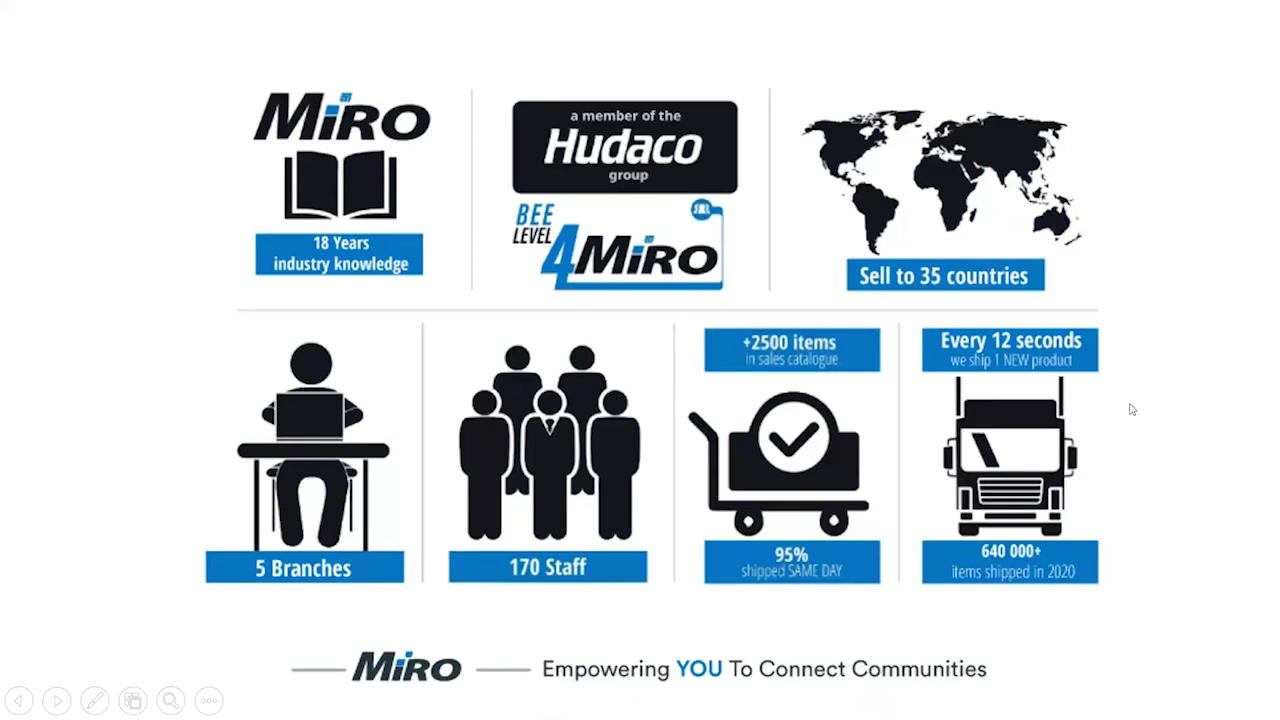 MiRO
18 Years
industry knowledge
a member of the
Hudaco
group
BEE
LEVEL
4MiRO
Sell to 35 countries
5 Branches
170 Staff
+2500 items
in sales catalogue
95%
shipped SAME DAY
Every 12 seconds
we ship 1 NEW product
640 000+
items shipped in 2020
MiRO Empowering YOU To Connect Communities